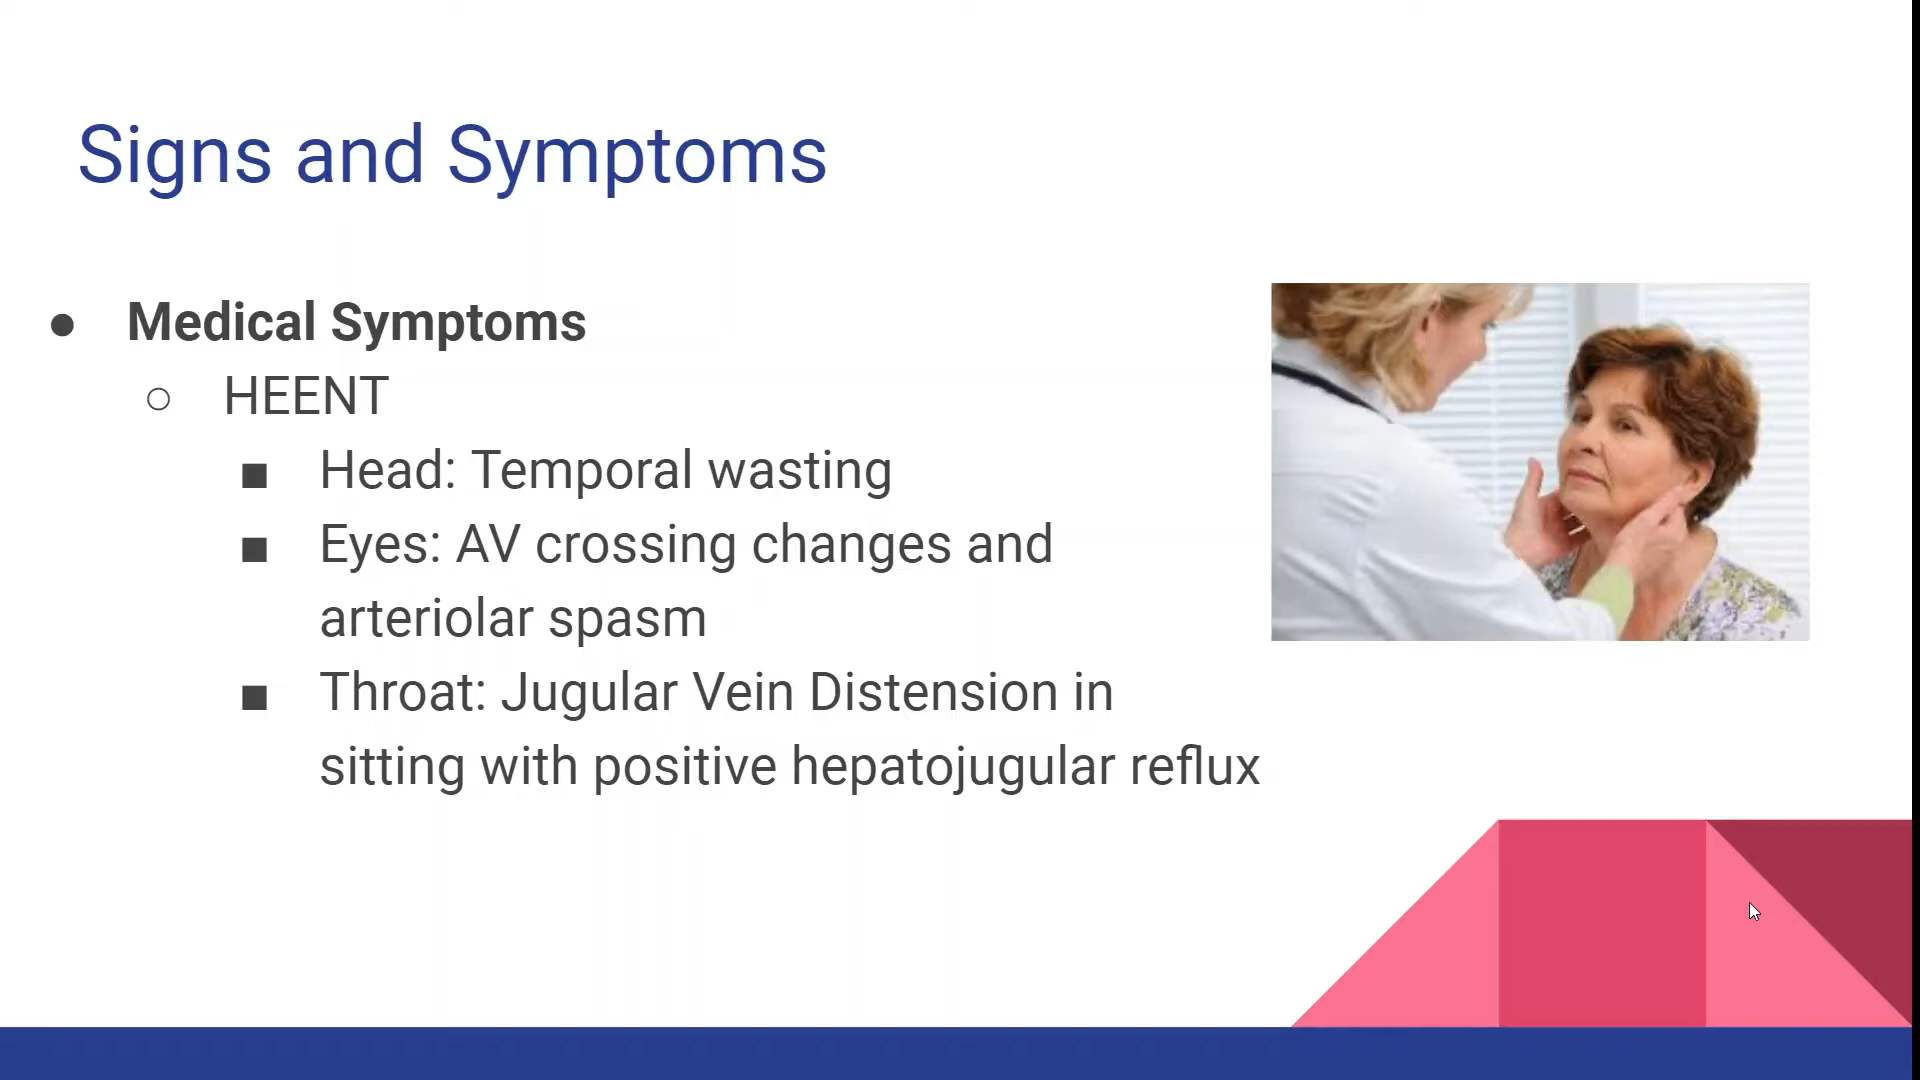 Signs and Symptoms
● Medical Symptoms
○ HEENT
■ Head: Temporal wasting
■ Eyes: AV crossing changes and
arteriolar spasm
■ Throat: Jugular Vein Distension in
sitting with positive hepatojugular reflux